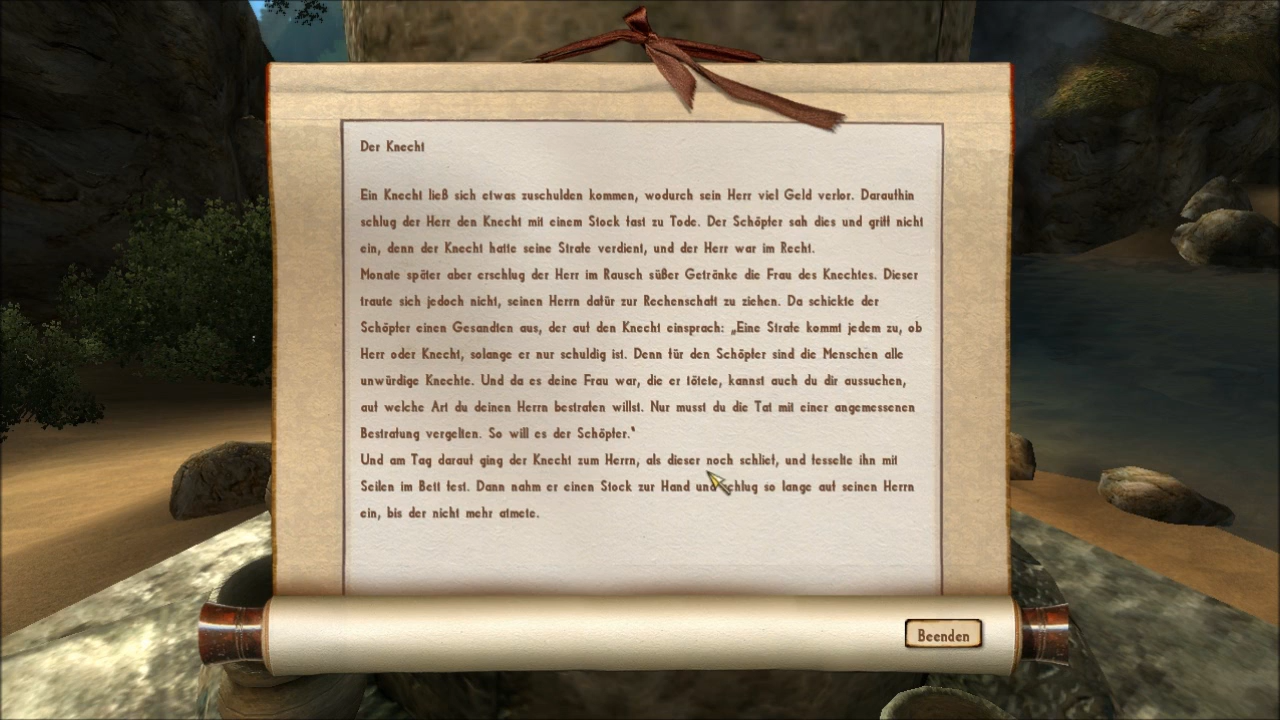 Der Knecht
Ein Knecht ließ sich etwas zuschulden kommen, wodurch sein Herr viel Geld verlor. Daraufhin
schlug der Herr den Knecht mit einem Stock fast zu Tode. Der Schöpfer sah dies und griff nicht
ein, denn der Knecht hatte seine Strafe verdient, und der Herr war im Recht.
Monate später aber erschlug der Herr im Rausch süßer Getränke die Frau des Knechtes. Dieser
traute sich jedoch nicht, seinen Herrn dafür zur Rechenschaft zu ziehen. Da schickte der
Schöpfer einen Gesandten aus, der auf den Knecht einsprach: „Eine Strafe kommt jedem zu, ob
Herr oder Knecht, solange er nur schuldig ist. Denn für den Schöpfer sind die Menschen alle
unwürdige Knechte. Und da es deine Frau war, die er tötete, kannst auch du dir aussuchen,
auf welche Art du deinen Herrn bestrafen willst. Nur musst du die Tat mit einer angemessenen
Bestrafung vergelten. So will es der Schöpfer.“
Und am Tag darauf ging der Knecht zum Herrn, als dieser noch schlief, und fesselte ihn mit
Seilen im Bett fest. Dann nahm er einen Stock zur Hand und schlug so lange auf seinen Herrn
ein, bis der nicht mehr atmete.
Beenden